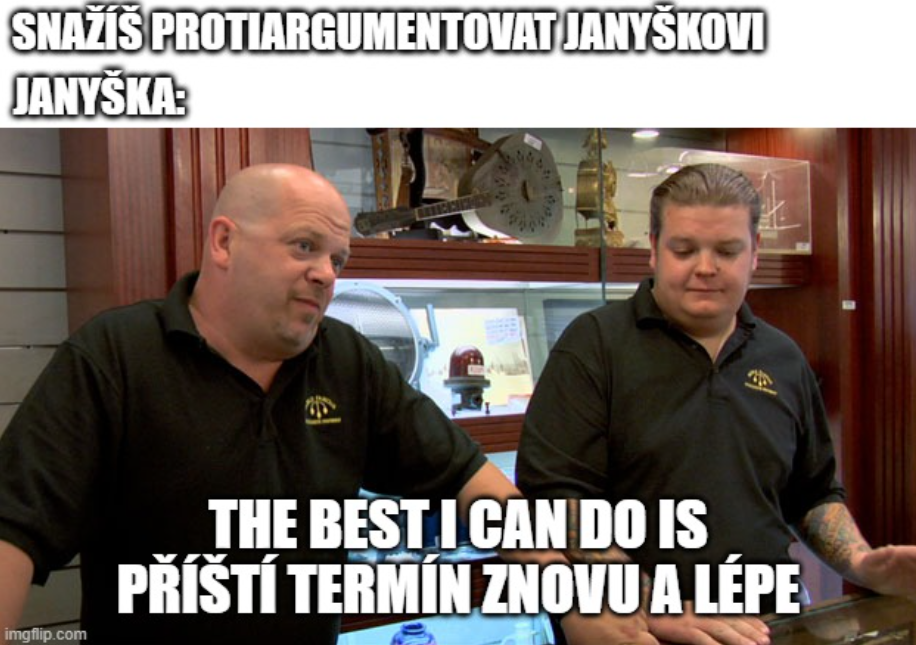 SNAŽÍŠ PROTIARGUMENTOVAT JANYŠKOVI
JANYŠKA:
THE BEST I CAN DO IS
PŘÍŠTÍ TERMÍN ZNOVU A LÉPE
imgflip.com